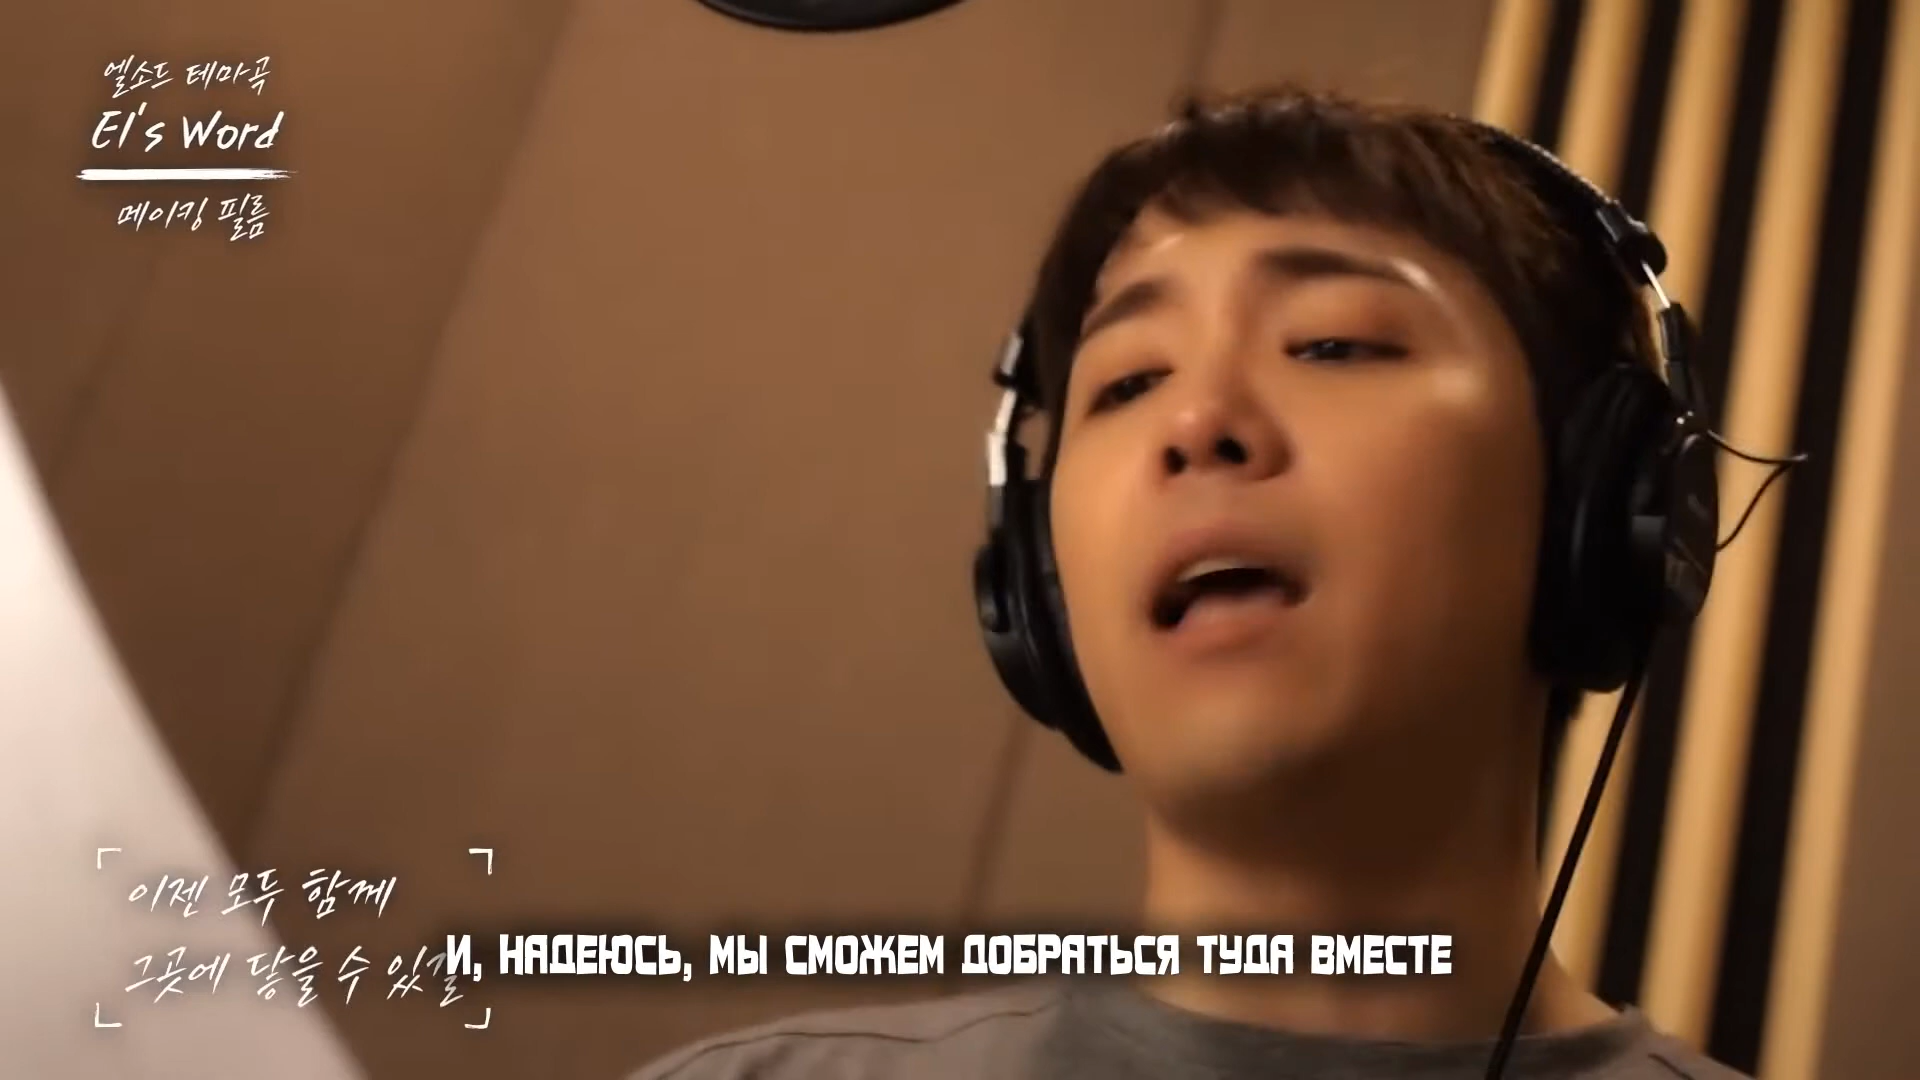 엘소드 테마곡
El's Word
메이킹 필름
이젠 모두 함께
그곳에 닿을 수 있길
И, НАДЕЮСЬ, МЫ СМОЖЕМ ДОБРАТЬСЯ ТУДА ВМЕСТЕ